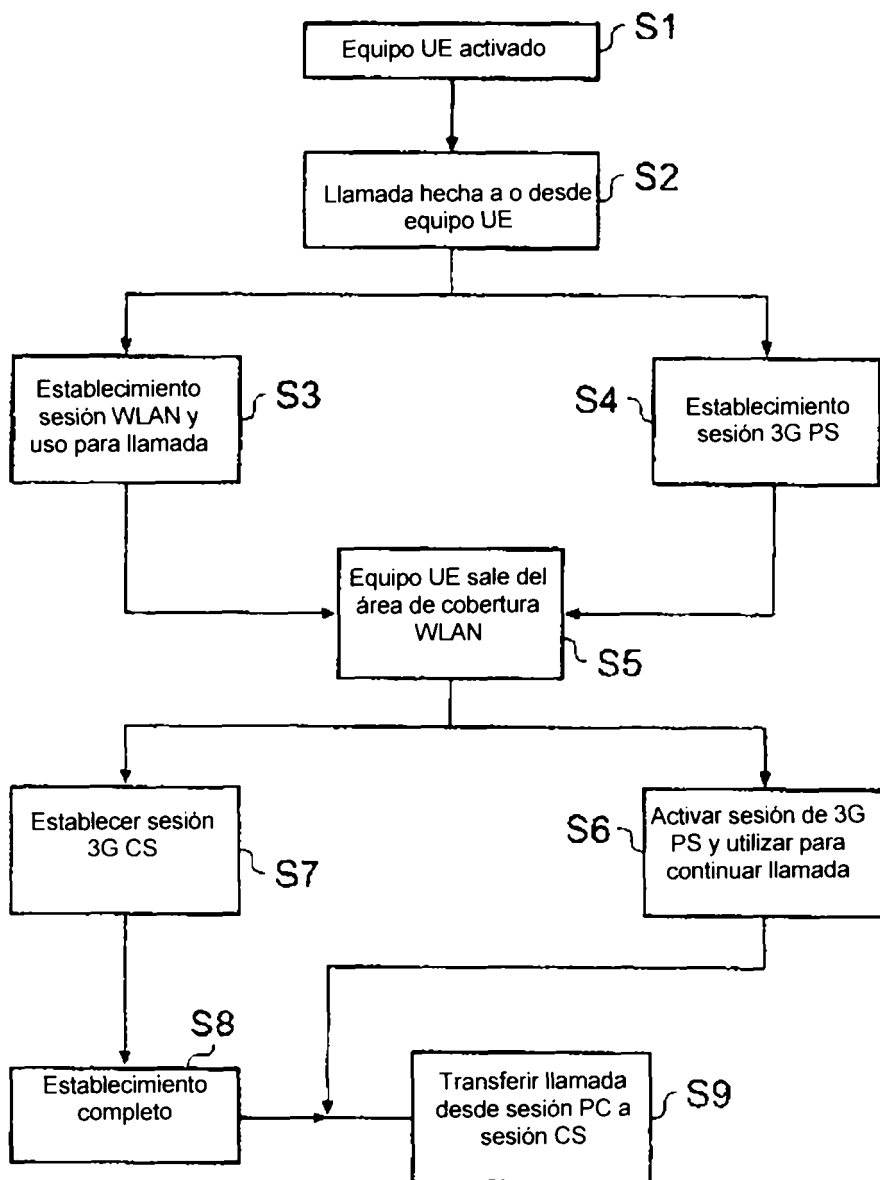 S1
Equipo UE activado
S2
Llamada hecha a o desde
equipo UE
Establecimiento
sesión WLAN y
uso para llamada
S3
S4
Establecimiento
sesión 3G PS
Equipo UE sale del
área de cobertura
WLAN
S5
Establecer sesión
3G CS
S7
S6
Activar sesión de 3G
PS y utilizar para
continuar llamada
S8
Establecimiento
completo
Transferir llamada
desde sesión PC a
sesión CS
S9